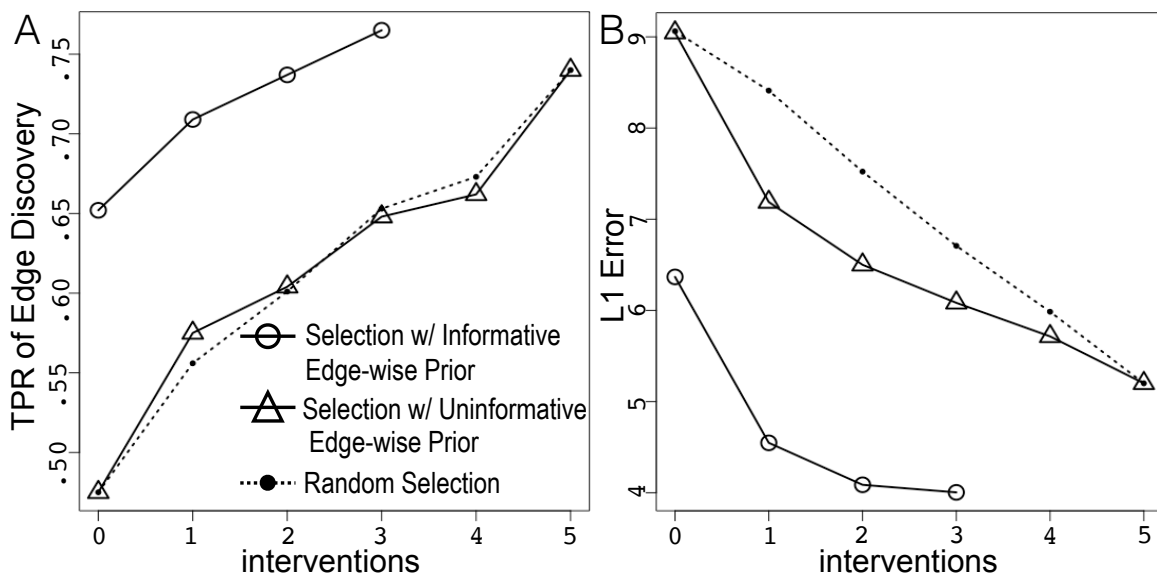 A
TPR of Edge Discovery
.75
.70
.65
.60
.55
.50
0 1 2 3 4 5
interventions
Selection w/ Informative
Edge-wise Prior
Selection w/ Uninformative
Edge-wise Prior
Random Selection
B
L1 Error
9
8
7
6
5
4
0 1 2 3 4 5
interventions